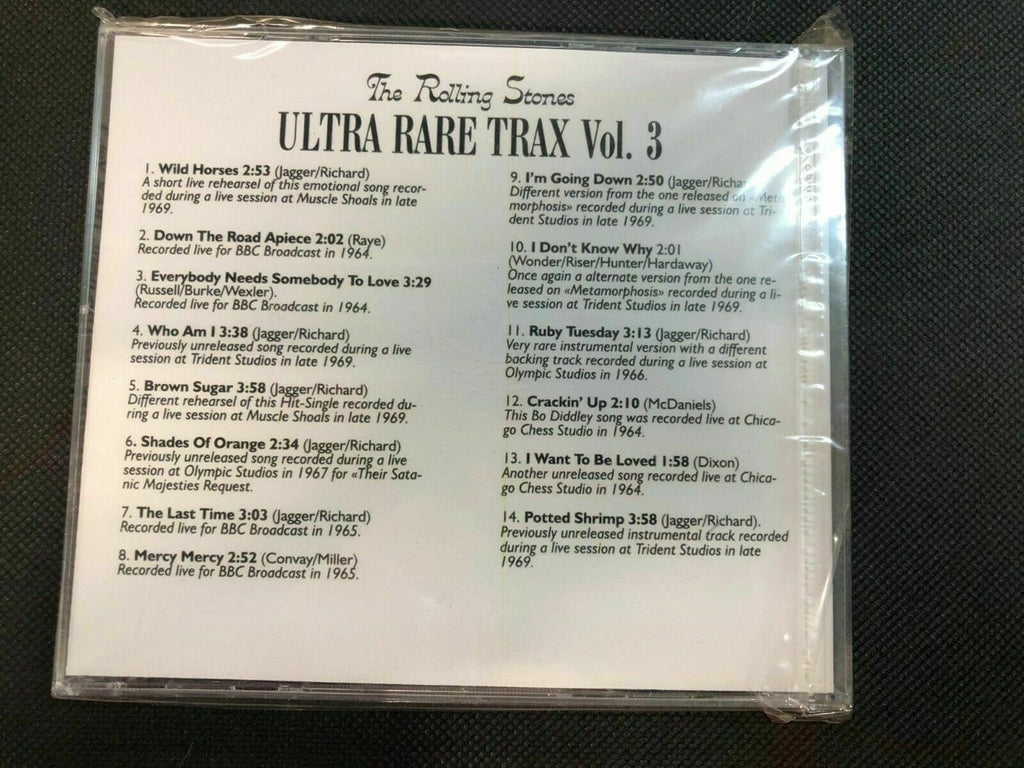 The Rolling Stones
ULTRA RARE TRAX Vol. 3
1. Wild Horses 2:53 (Jagger/Richard)
A short live rehearsel of this emotional song recor-
ded during a live session at Muscle Shoals in late
1969.
2. Down The Road Apiece 2:02 (Raye)
Recorded live for BBC Broadcast in 1964.
3. Everybody Needs Somebody To Love 3:29
(Russell/Burke/Wexler).
Recorded live for BBC Broadcast in 1964.
4. Who Am I 3:38 (Jagger/Richard)
Previously unreleased song recorded during a live
session at Trident Studios in late 1969.
5. Brown Sugar 3:58 (Jagger/Richard)
Different rehearsel of this Hit-Single recorded du-
ring a live session at Muscle Shoals in late 1969.
6. Shades Of Orange 2:34 (Jagger/Richard)
Previously unreleased song recorded during a live
session at Olympic Studios in 1967 for «Their Sata-
nic Majesties Request.
7. The Last Time 3:03 (Jagger/Richard)
Recorded live for BBC Broadcast in 1965.
8. Mercy Mercy 2:52 (Convay/Miller)
Recorded live for BBC Broadcast in 1965.
9. I'm Going Down 2:50 (Jagger/Richar
Different version from the one released on «Meta
morphosis» recorded during a live session at Tri-
dent Studios in late 1969.
10. I Don't Know Why 2:01
(Wonder/Riser/Hunter/Hardaway)
Once again a alternate version from the one re-
leased on «Metamorphosis» recorded during a li-
ve session at Trident Studios in late 1969.
11. Ruby Tuesday 3:13 (Jagger/Richard)
Very rare instrumental version with a different
backing track recorded during a live session at
Olympic Studios in 1966.
12. Crackin' Up 2:10 (McDaniels)
This Bo Diddley song was recorded live at Chica-
go Chess Studio in 1964.
13. I Want To Be Loved 1:58 (Dixon)
Another unreleased song recorded live at Chica-
go Chess Studio in 1964.
14. Potted Shrimp 3:58 (Jagger/Richard).
Previously unreleased instrumental track recorded
during a live session at Trident Studios in late
1969.